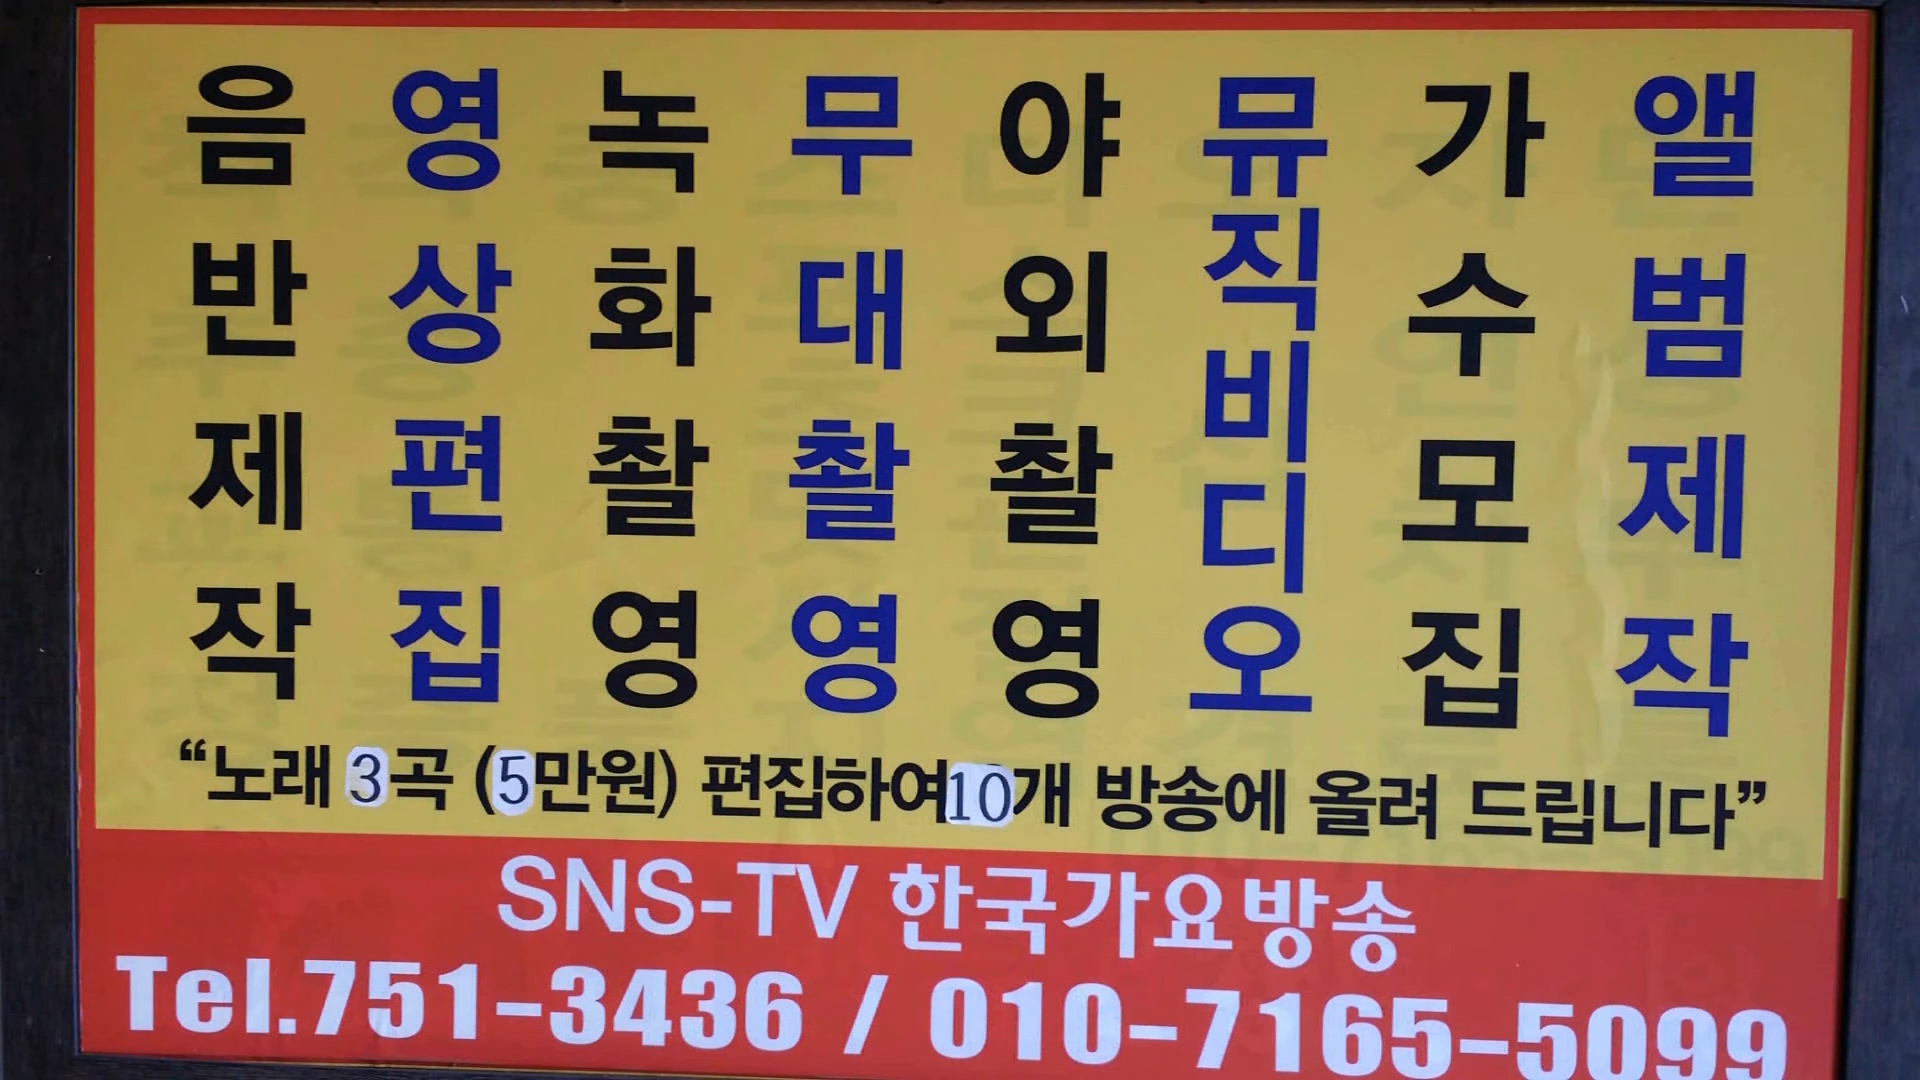 음반제작
영상편집
녹화촬영
무대촬영
야외촬영
뮤직비디오
가수모집
앨범제작
“노래 3곡 (5만원) 편집하여10개 방송에 올려 드립니다”
SNS-TV 한국가요방송
Tel.751-3436 / 010-7165-5099